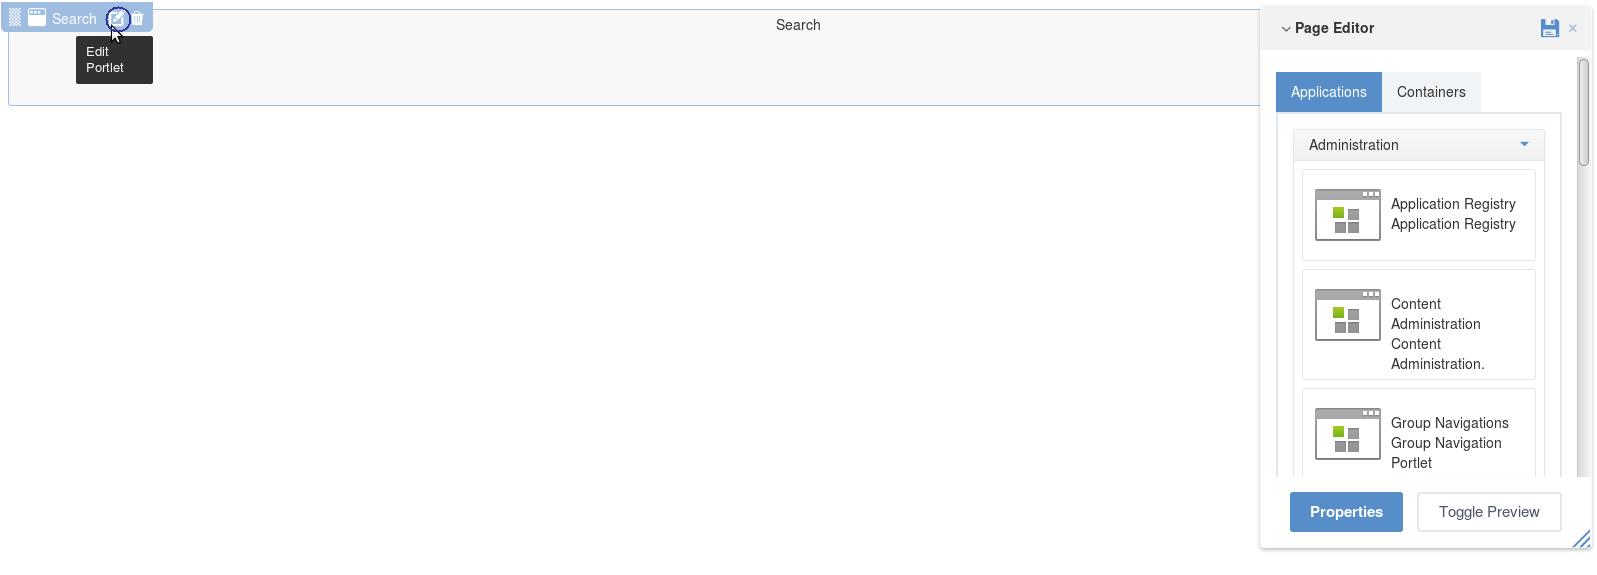 Search
Edit
Portlet
Search
Page Editor
×
Applications
Containers
Administration
Application Registry
Application Registry
Content
Administration
Content
Administration.
Group Navigations
Group Navigation
Portlet
Properties
Toggle Preview